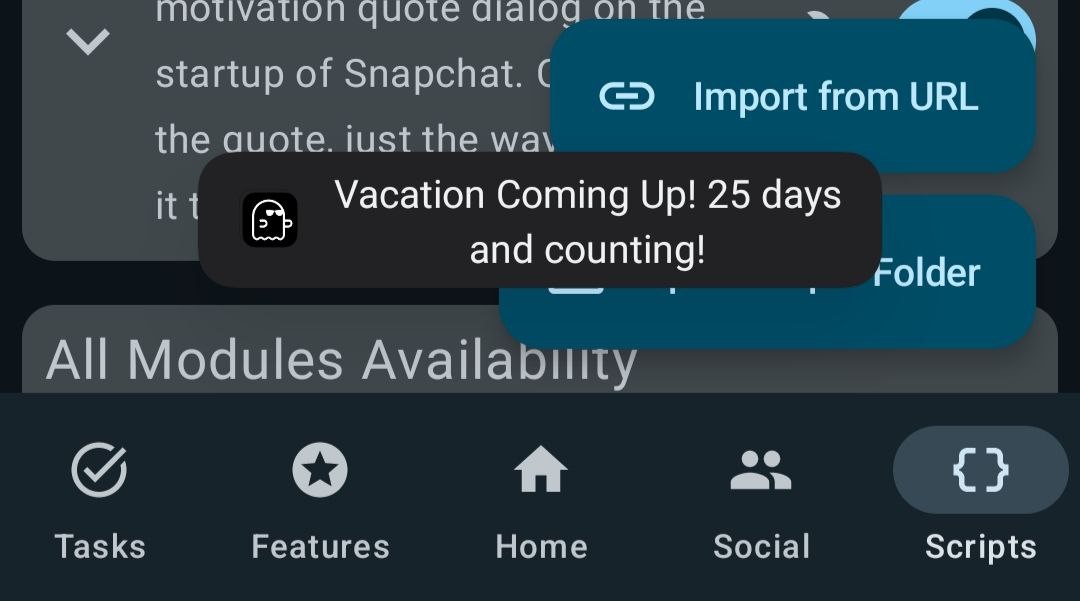 motivation quote dialog on the
startup of Snapchat.
Import from URL
the quote, just the way
it
Vacation Coming Up! 25 days
and counting!
Folder
All Modules Availability
Tasks
Features
Home
Social
Scripts